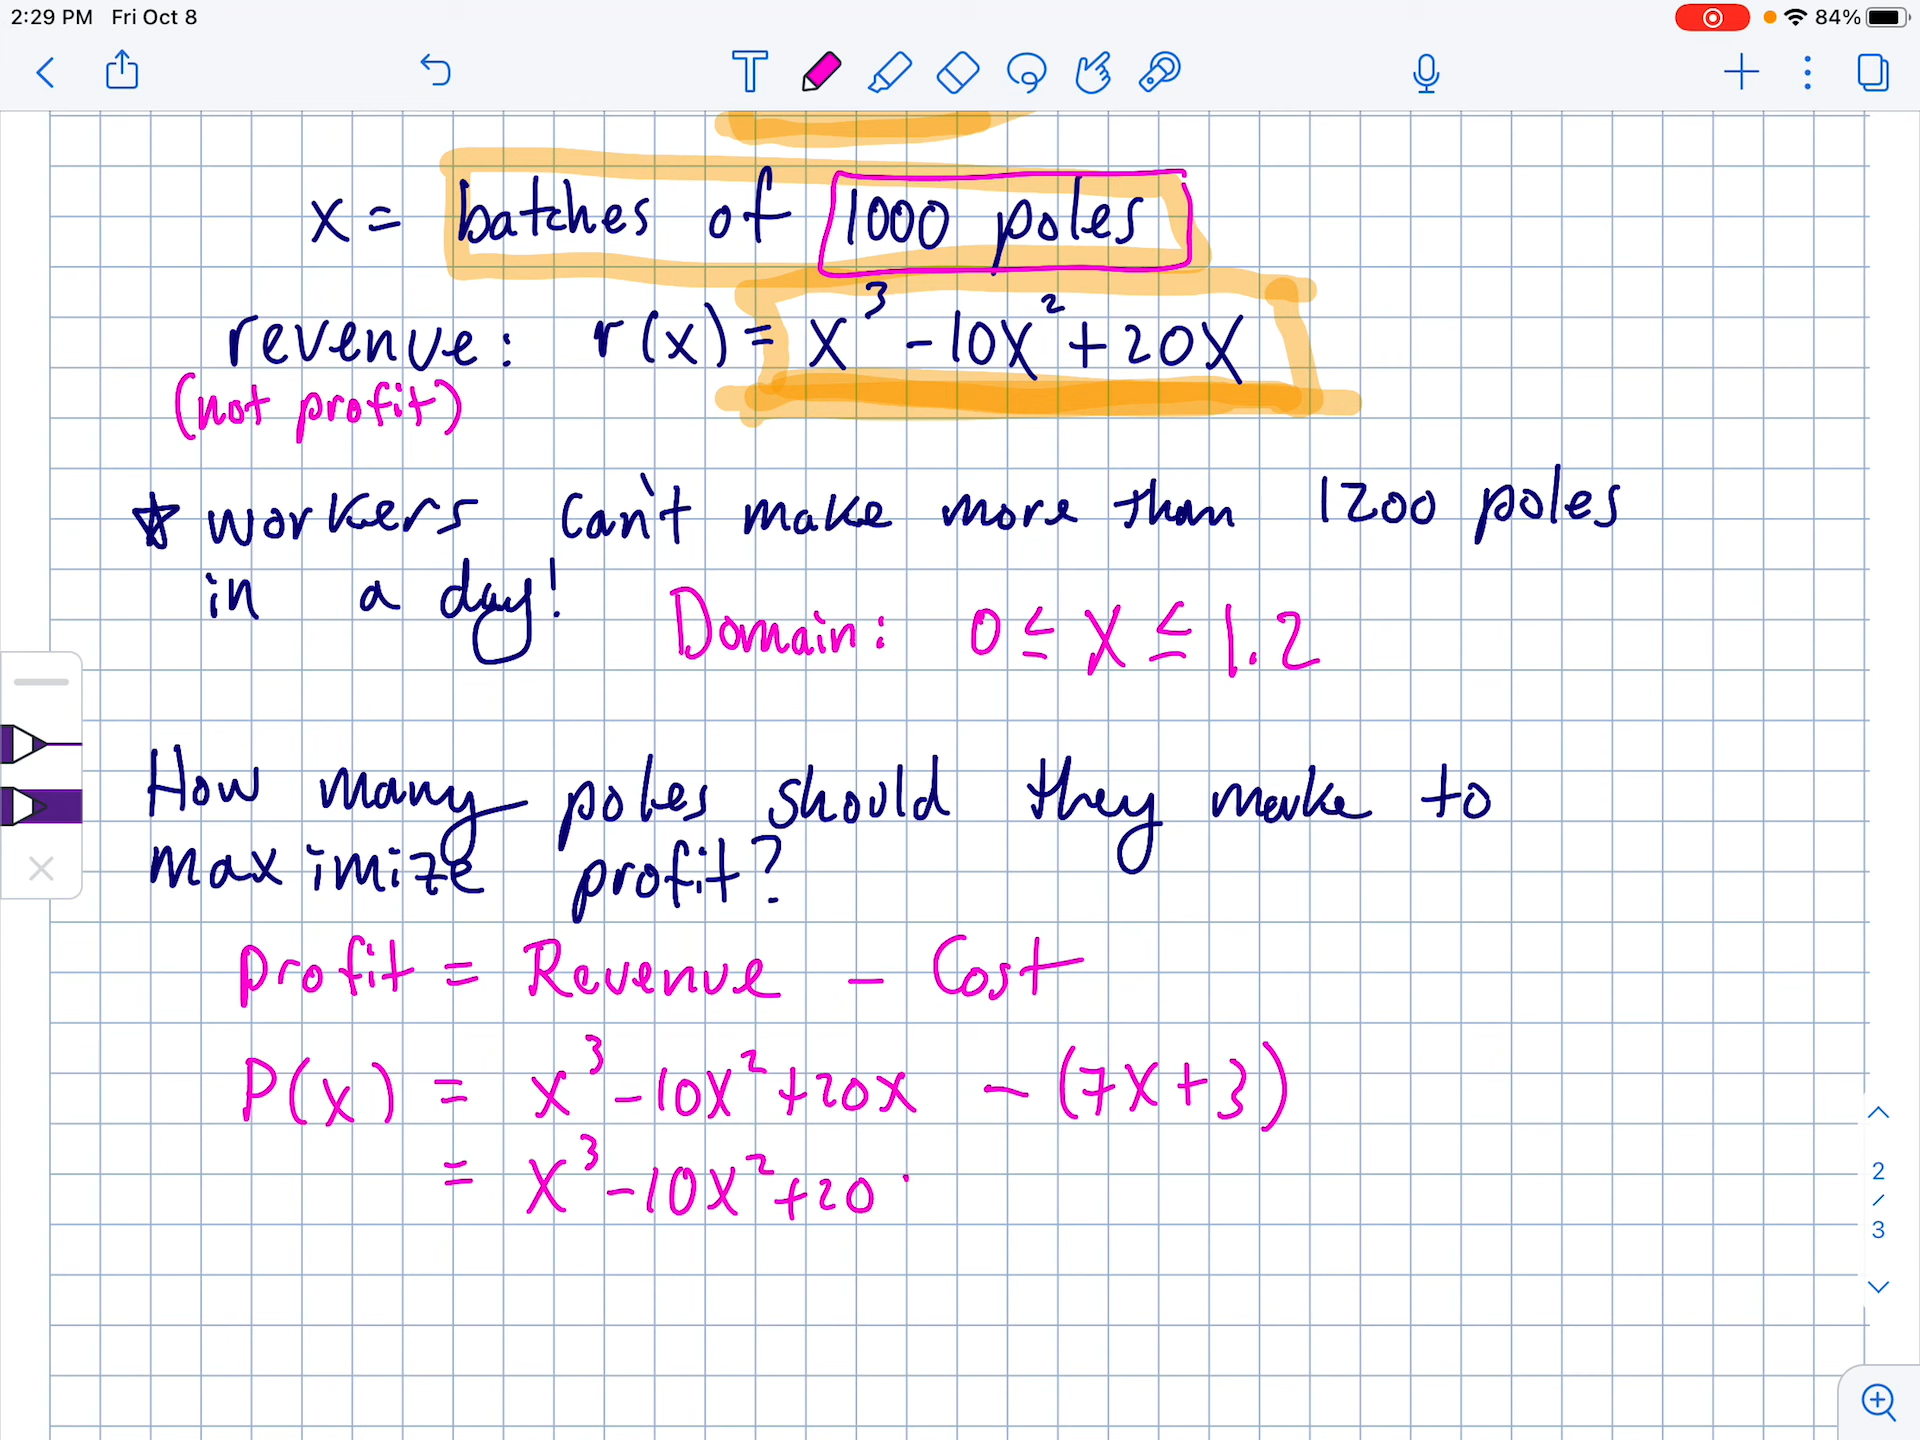 2:29 PM Fri Oct 8 84%
x = batches of 1000 poles
revenue: r(x) = x³ - 10x² + 20x
(not profit)
☆ workers can't make more than 1200 poles
in a day!
Domain: 0 ≤ x ≤ 1.2
How many poles should they make to
maximize profit?
Profit = Revenue - Cost
P(x) = x³ - 10x² + 20x - (7x + 3)
= x³ - 10x² + 20
2
/
3